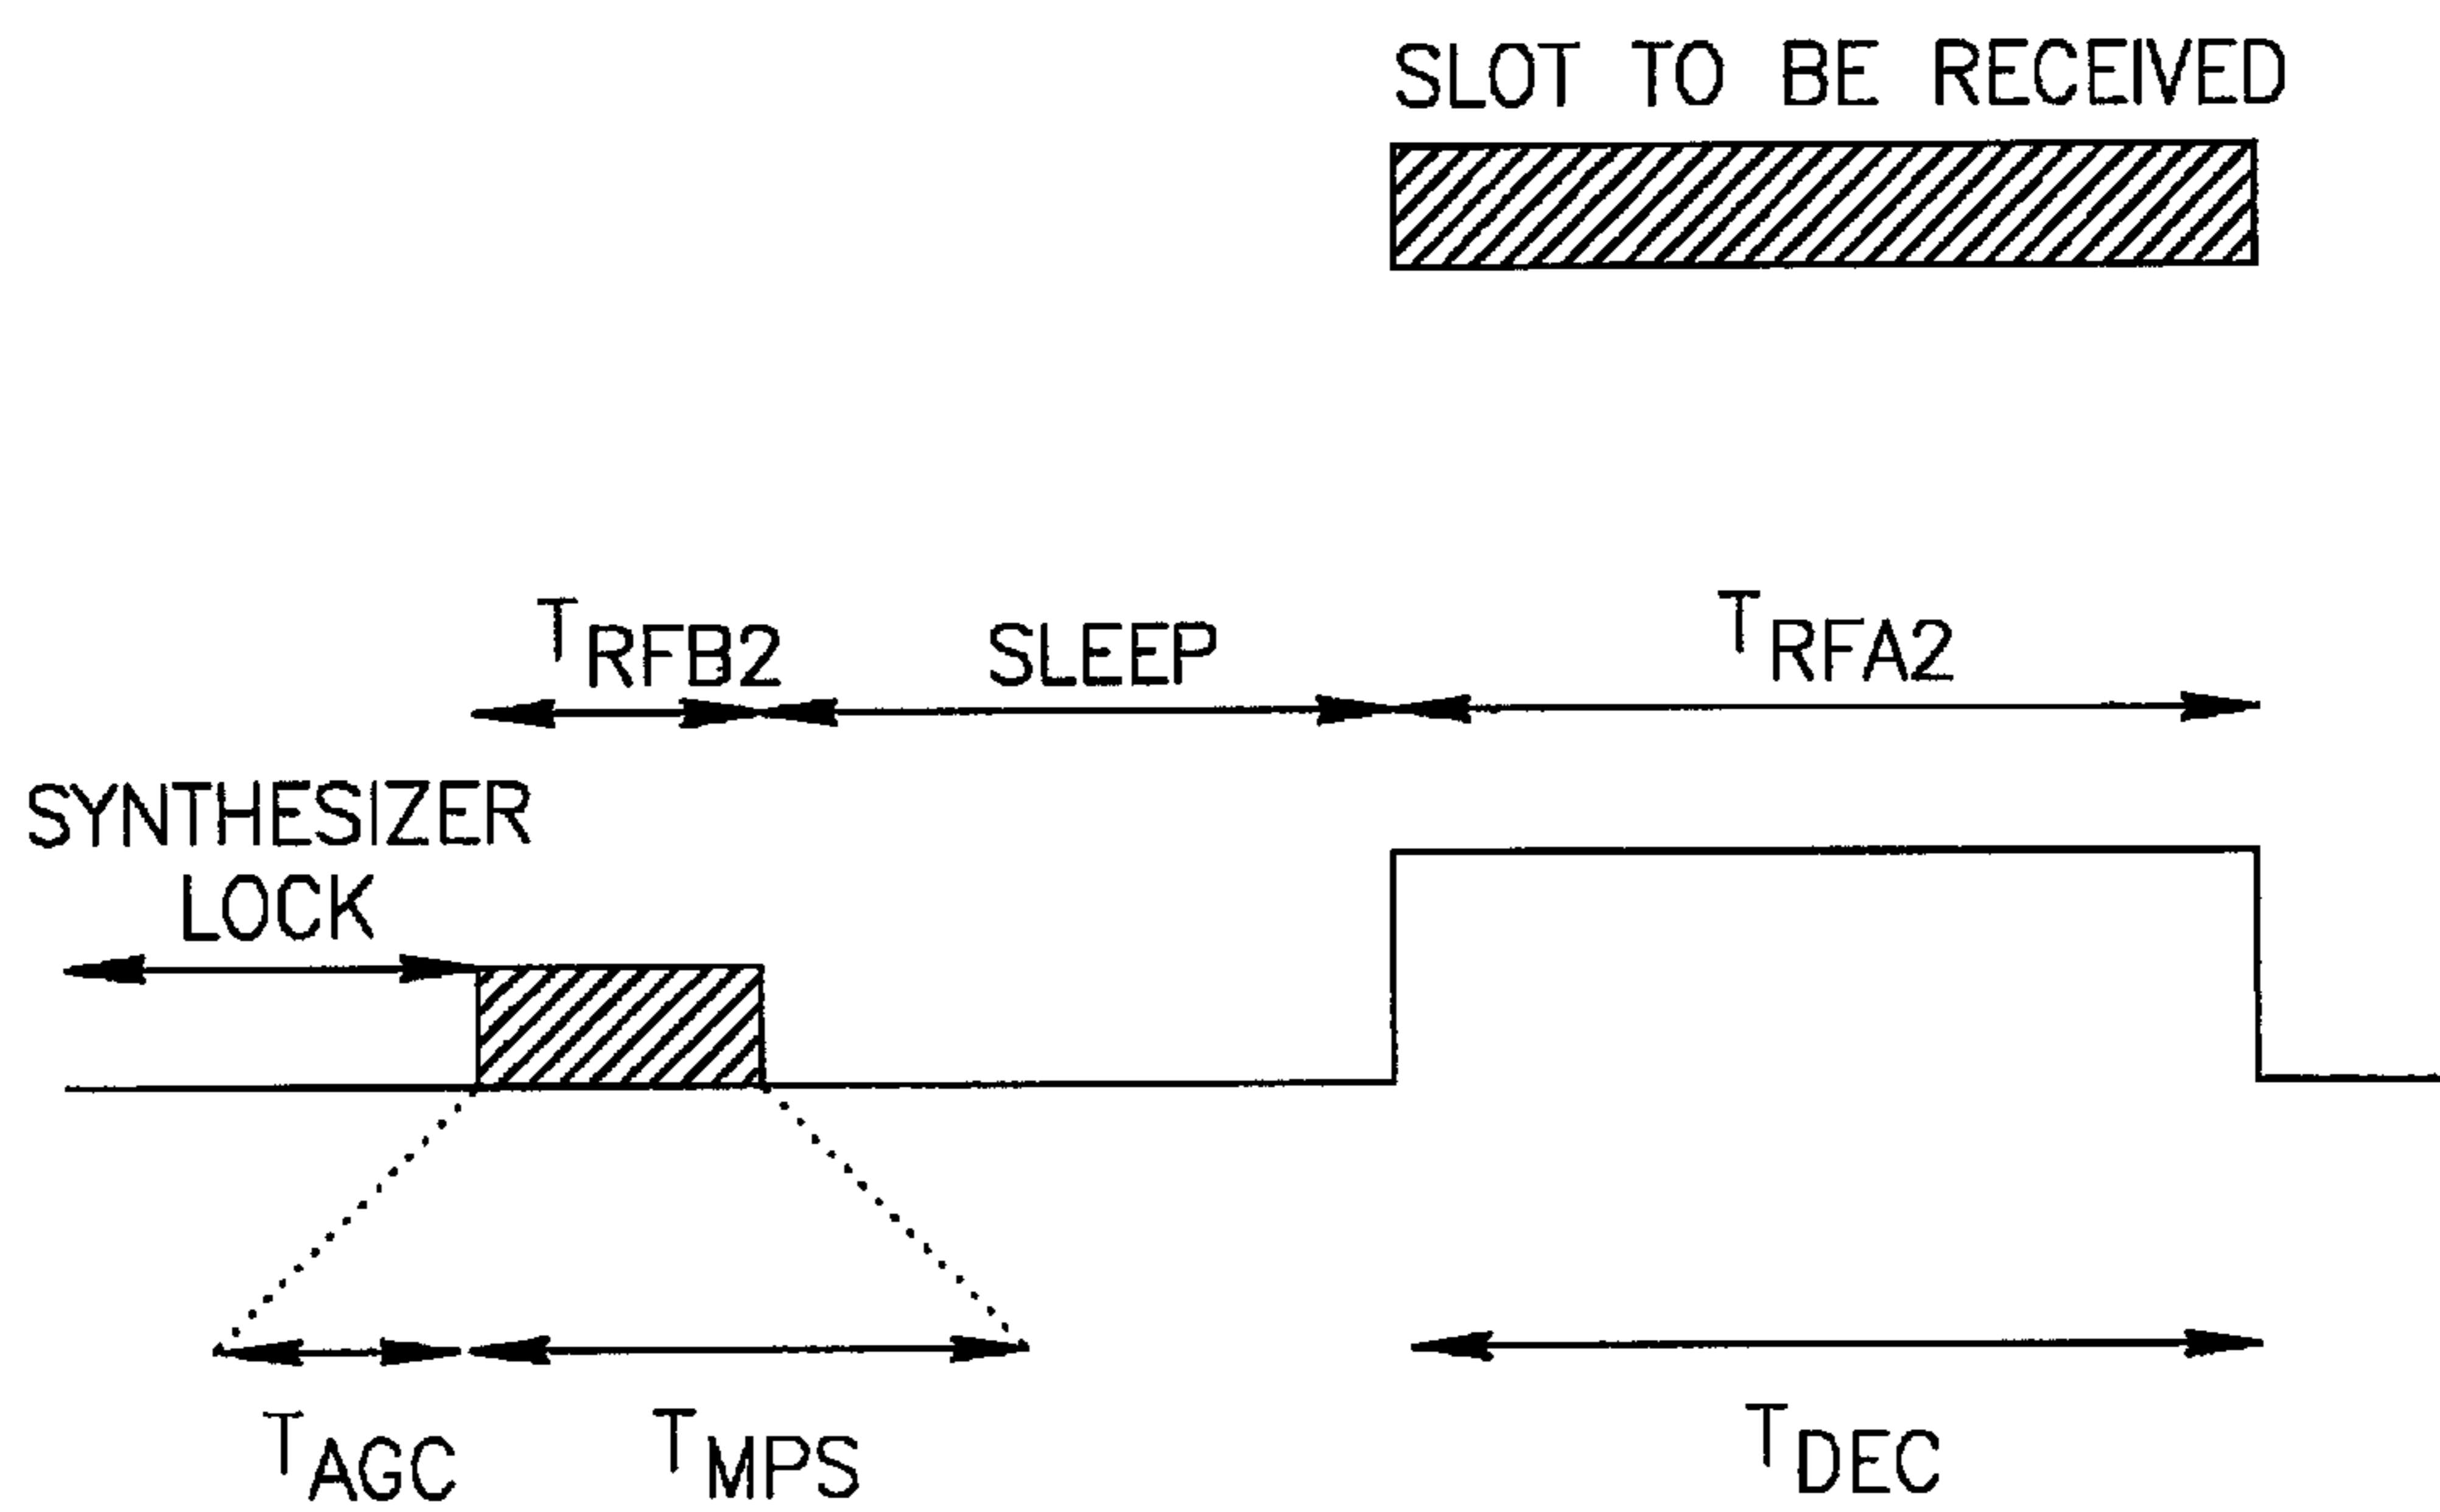 SLOT TO BE RECEIVED
TRFB2
SLEEP
TRFA2
SYNTHESIZER
LOCK
TAGC
TMPS
TDEC